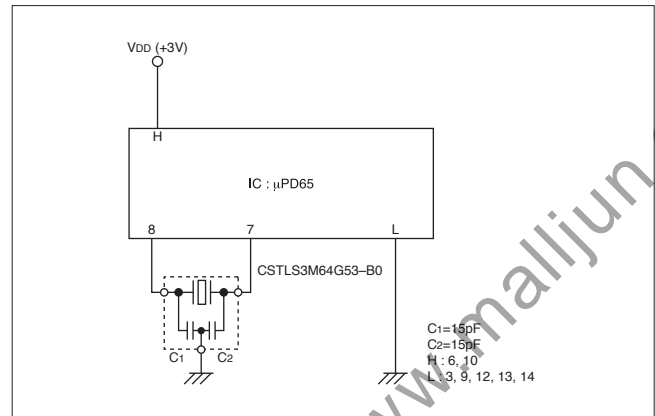 VDD (+3V)
H
IC : μPD65
8 7 L
CSTLS3M64G53–B0
C1 C2
C1=15pF
C2=15pF
H : 6, 10
L : 3, 9, 12, 13, 14
www.mallijun.